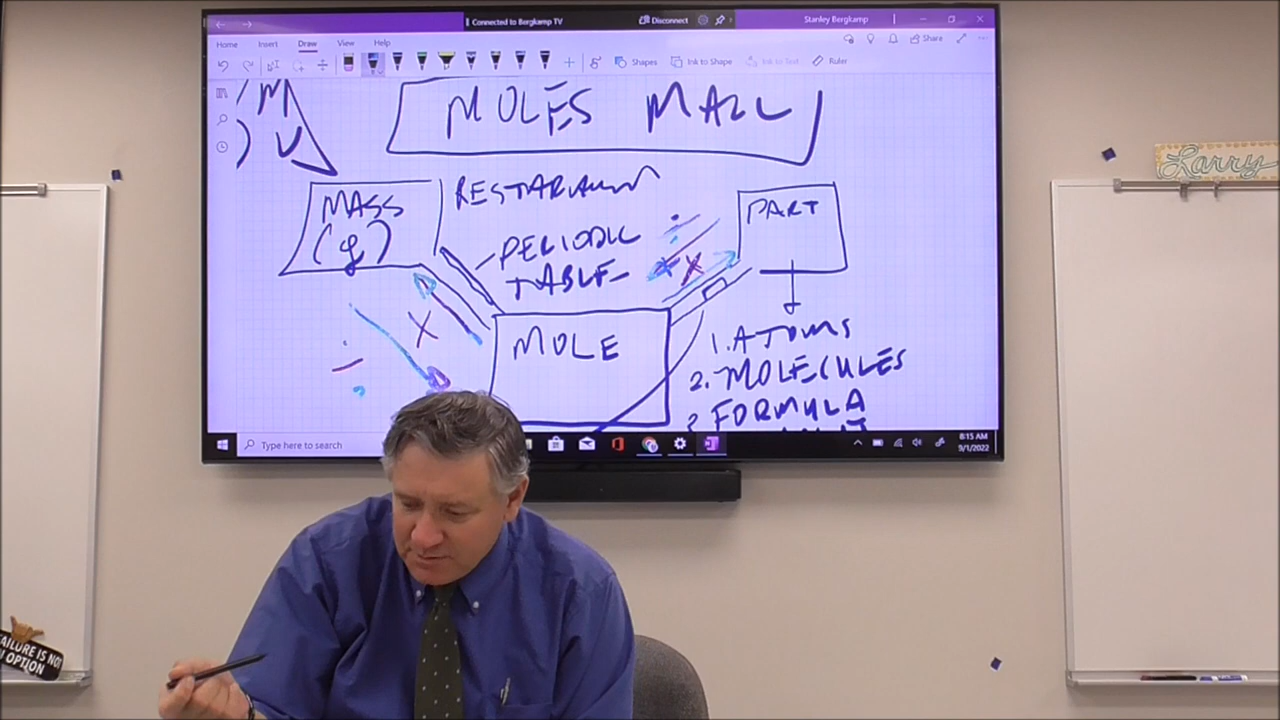 Connected to Bergkamp TV
Disconnect
Stanley Bergkamp
Home Insert Draw View Help
Share
Shapes Ink to Shape Ink to Text Ruler
M
) V
MOLES MALL
MASS
(g)
RESTARAUNT
PERIODIC
TABLE
PART
÷
X
X
÷
MOLE
1. ATOMS
2. MOLECULES
3. FORMULA
Type here to search
8:15 AM
9/1/2022
Larry
FAILURE IS NOT
AN OPTION